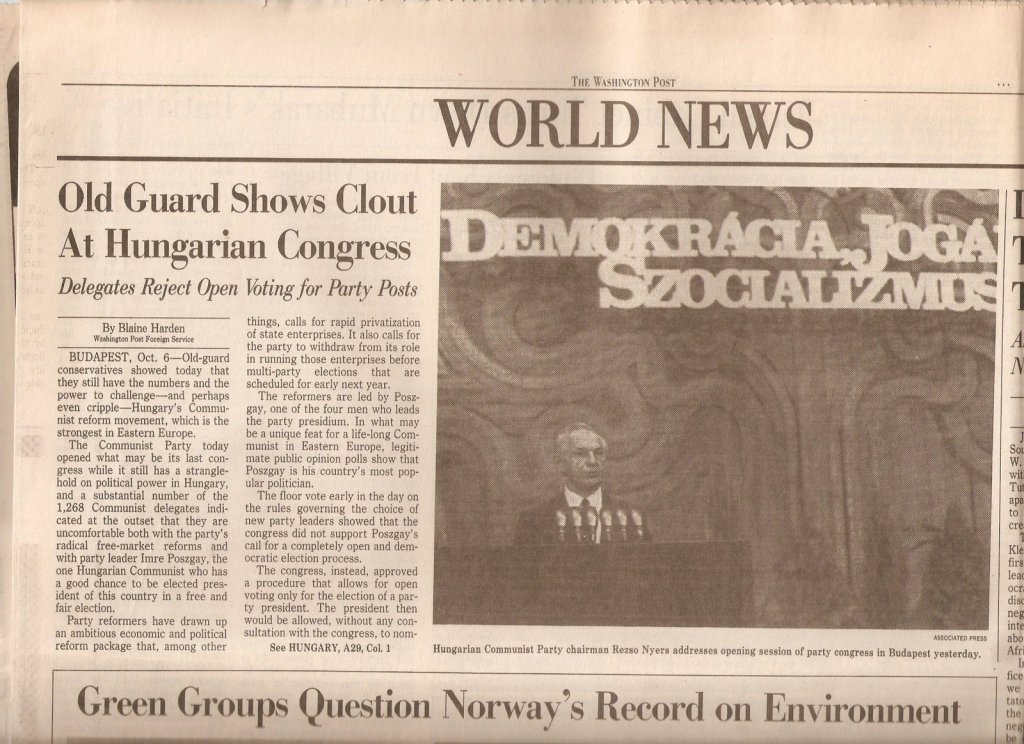 THE WASHINGTON POST
...
WORLD NEWS
Old Guard Shows Clout
At Hungarian Congress
Delegates Reject Open Voting for Party Posts
By Blaine Harden
Washington Post Foreign Service
BUDAPEST, Oct. 6—Old-guard
conservatives showed today that
they still have the numbers and the
power to challenge—and perhaps
even cripple—Hungary's Commu-
nist reform movement, which is the
strongest in Eastern Europe.
The Communist Party today
opened what may be its last con-
gress while it still has a strangle-
hold on political power in Hungary,
and a substantial number of the
1,268 Communist delegates indi-
cated at the outset that they are
uncomfortable both with the party's
radical free-market reforms and
with party leader Imre Poszgay, the
one Hungarian Communist who has
a good chance to be elected pres-
ident of this country in a free and
fair election.
Party reformers have drawn up
an ambitious economic and political
reform package that, among other
things, calls for rapid privatization
of state enterprises. It also calls for
the party to withdraw from its role
in running those enterprises before
multi-party elections that are
scheduled for early next year.
The reformers are led by Posz-
gay, one of the four men who leads
the party presidium. In what may
be a unique feat for a life-long Com-
munist in Eastern Europe, legiti-
mate public opinion polls show that
Poszgay is his country's most pop-
ular politician.
The floor vote early in the day on
the rules governing the choice of
new party leaders showed that the
congress did not support Poszgay's
call for a completely open and dem-
ocratic election process.
The congress, instead, approved
a procedure that allows for open
voting only for the election of a par-
ty president. The president then
would be allowed, without any con-
sultation with the congress, to nom-
See HUNGARY, A29, Col. 1
DEMOKRÁCIA, JOGÁ
SZOCIALIZMUS
ASSOCIATED PRESS
Hungarian Communist Party chairman Rezso Nyers addresses opening session of party congress in Budapest yesterday.
Green Groups Question Norway's Record on Environment